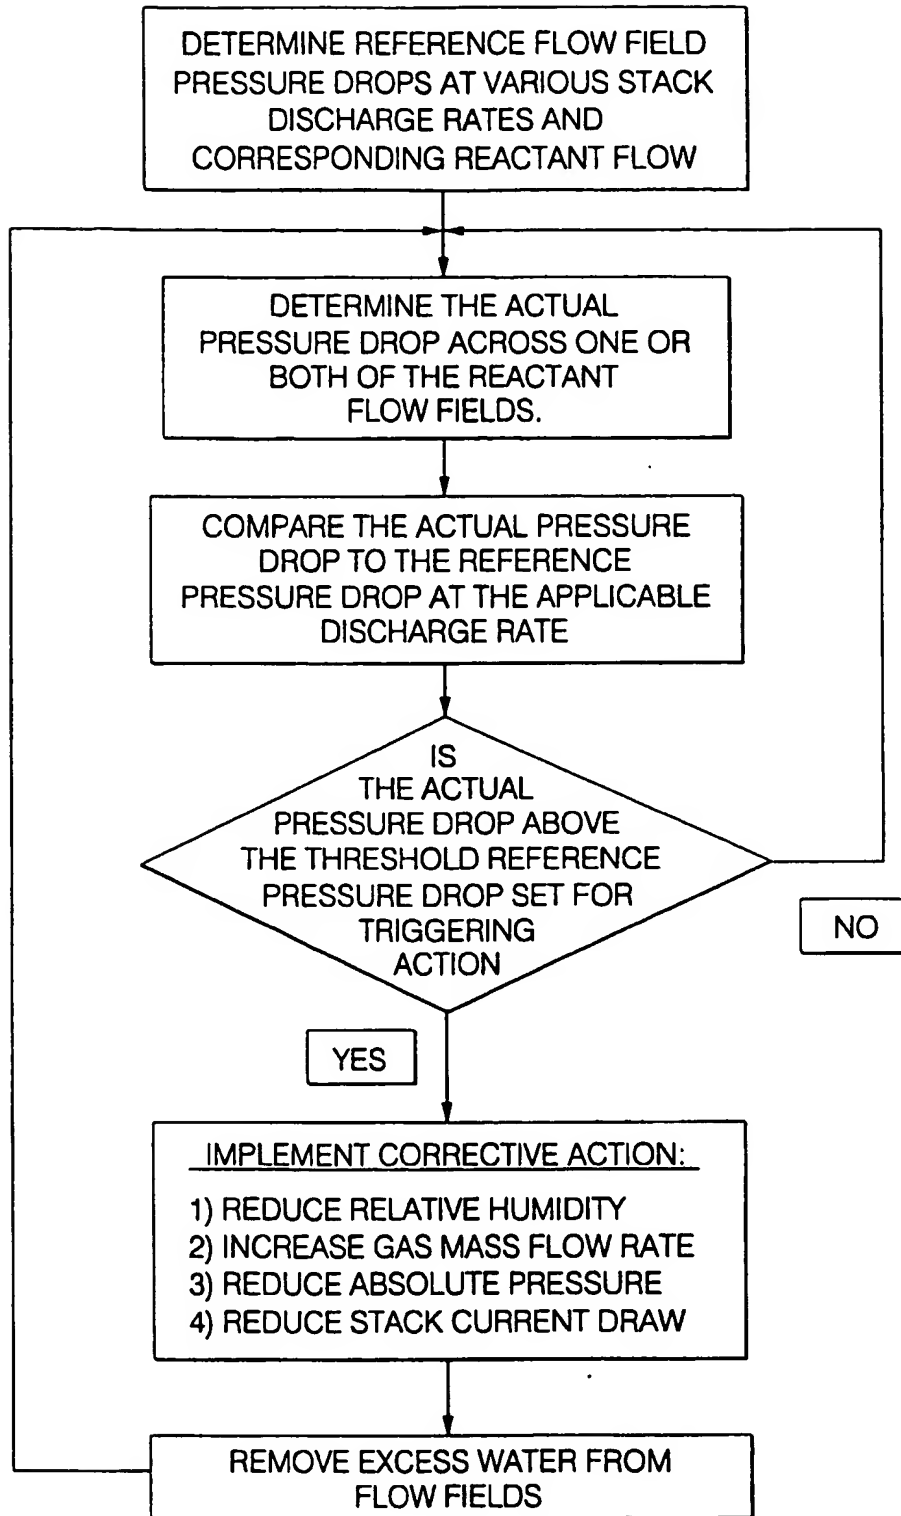 DETERMINE REFERENCE FLOW FIELD
PRESSURE DROPS AT VARIOUS STACK
DISCHARGE RATES AND
CORRESPONDING REACTANT FLOW
DETERMINE THE ACTUAL
PRESSURE DROP ACROSS ONE OR
BOTH OF THE REACTANT
FLOW FIELDS.
COMPARE THE ACTUAL PRESSURE
DROP TO THE REFERENCE
PRESSURE DROP AT THE APPLICABLE
DISCHARGE RATE
IS
THE ACTUAL
PRESSURE DROP ABOVE
THE THRESHOLD REFERENCE
PRESSURE DROP SET FOR
TRIGGERING
ACTION
NO
YES
IMPLEMENT CORRECTIVE ACTION:
1) REDUCE RELATIVE HUMIDITY
2) INCREASE GAS MASS FLOW RATE
3) REDUCE ABSOLUTE PRESSURE
4) REDUCE STACK CURRENT DRAW
REMOVE EXCESS WATER FROM
FLOW FIELDS